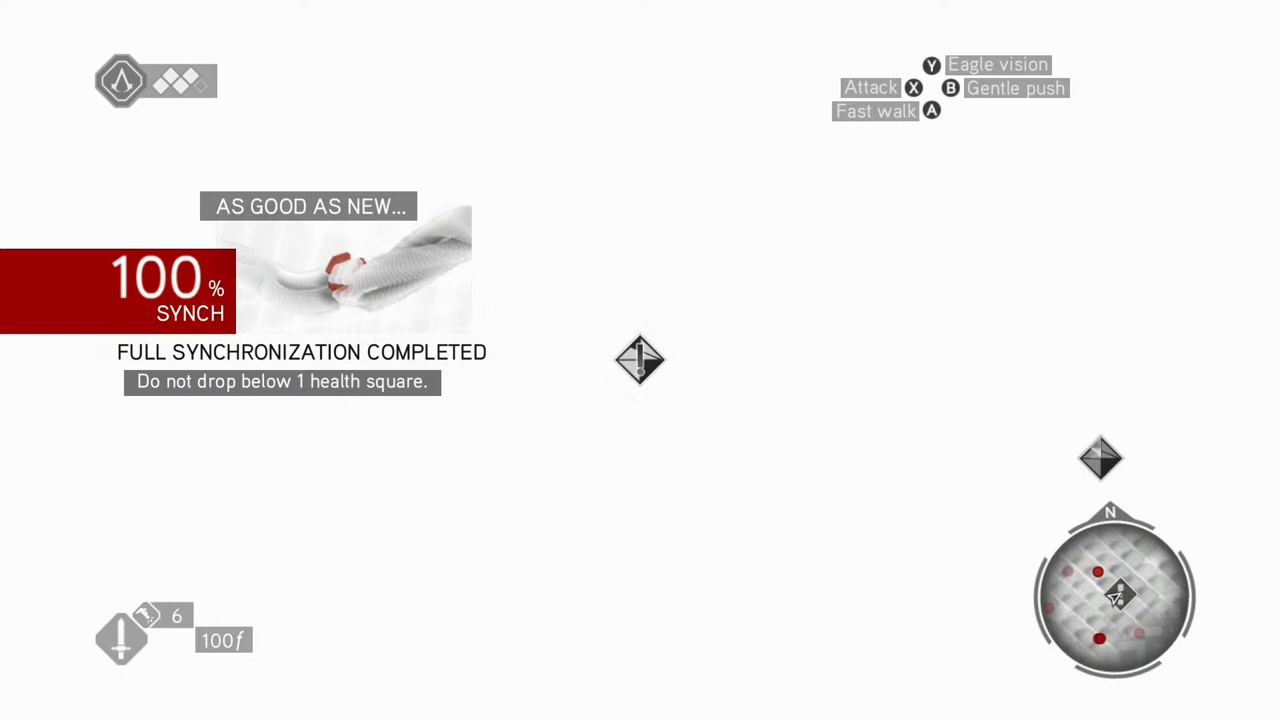 Y Eagle vision
Attack X B Gentle push
Fast walk A
AS GOOD AS NEW...
100 %
SYNCH
FULL SYNCHRONIZATION COMPLETED
Do not drop below 1 health square.
N
6
100ƒ